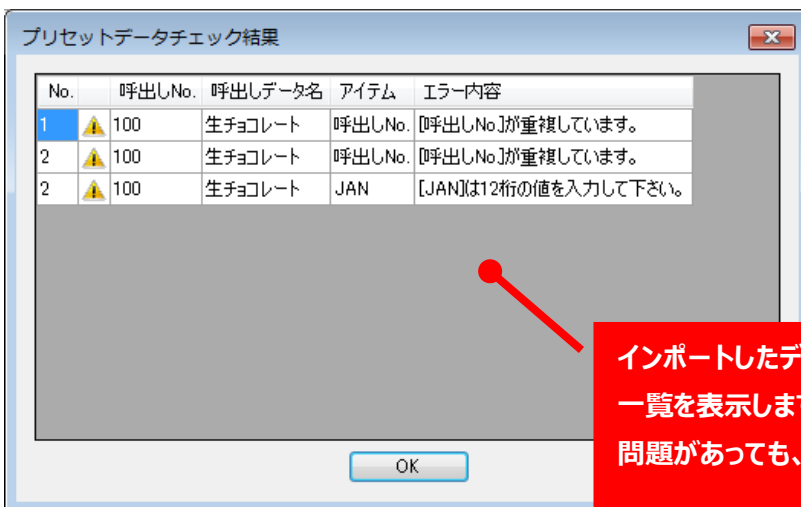 プリセットデータチェック結果
No. 呼出しNo. 呼出しデータ名 アイテム エラー内容
1 100 生チョコレート 呼出しNo. [呼出しNo.]が重複しています。
2 100 生チョコレート 呼出しNo. [呼出しNo.]が重複しています。
2 100 生チョコレート JAN [JAN]は12桁の値を入力して下さい。
インポートしたデ
一覧を表示しま
問題があっても、
OK